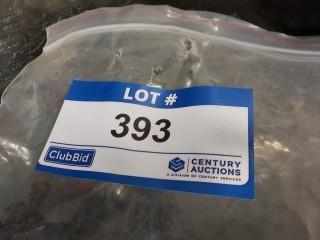 LOT #
393
ClubBid
CENTURY
AUCTIONS
A DIVISION OF CENTURY SERVICES